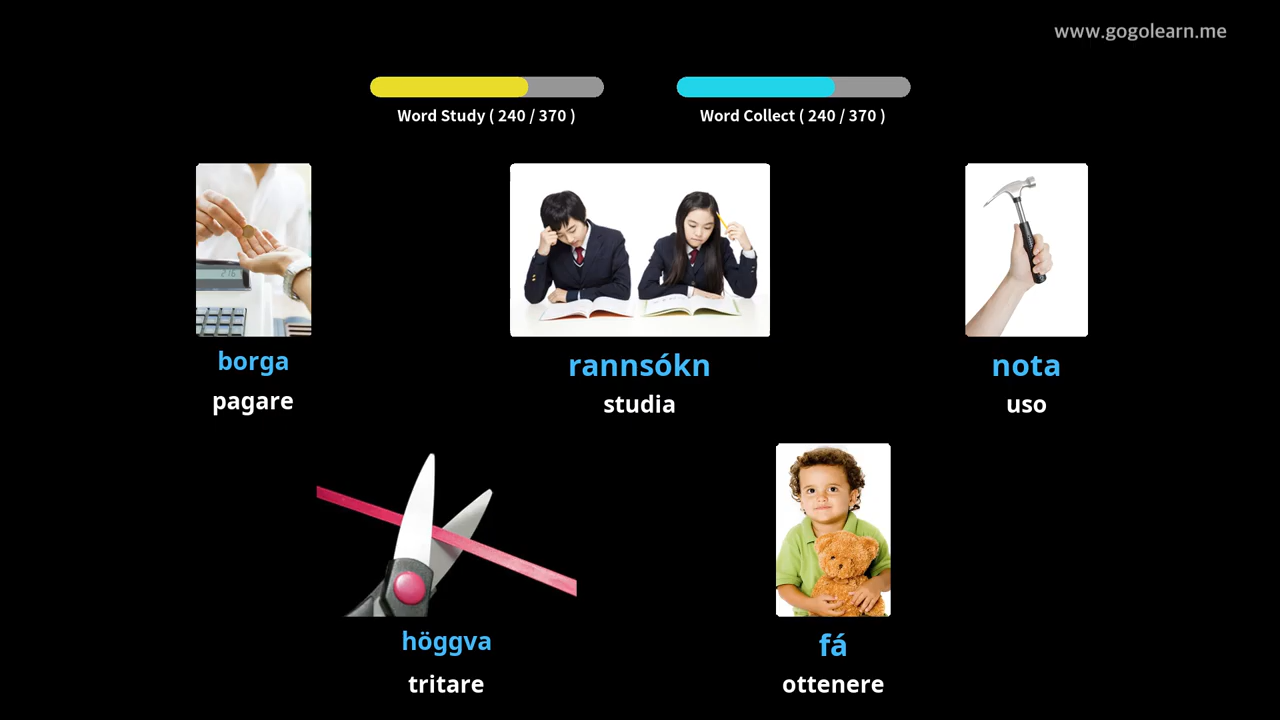 www.gogolearn.me
Word Study ( 240 / 370 )
Word Collect ( 240 / 370 )
borga
pagare
rannsókn
studia
nota
uso
höggva
tritare
fá
ottenere